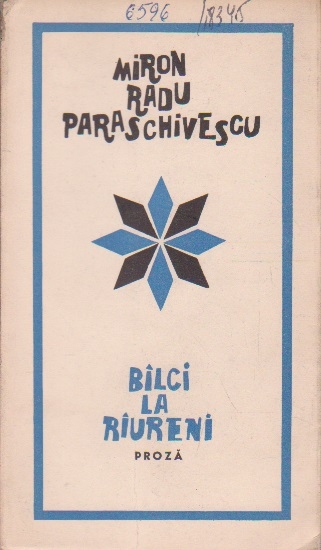 6596 /18345
MIRON
RADU
PARASCHIVESCU
BÎLCI
LA
RÎURENI
PROZĂ